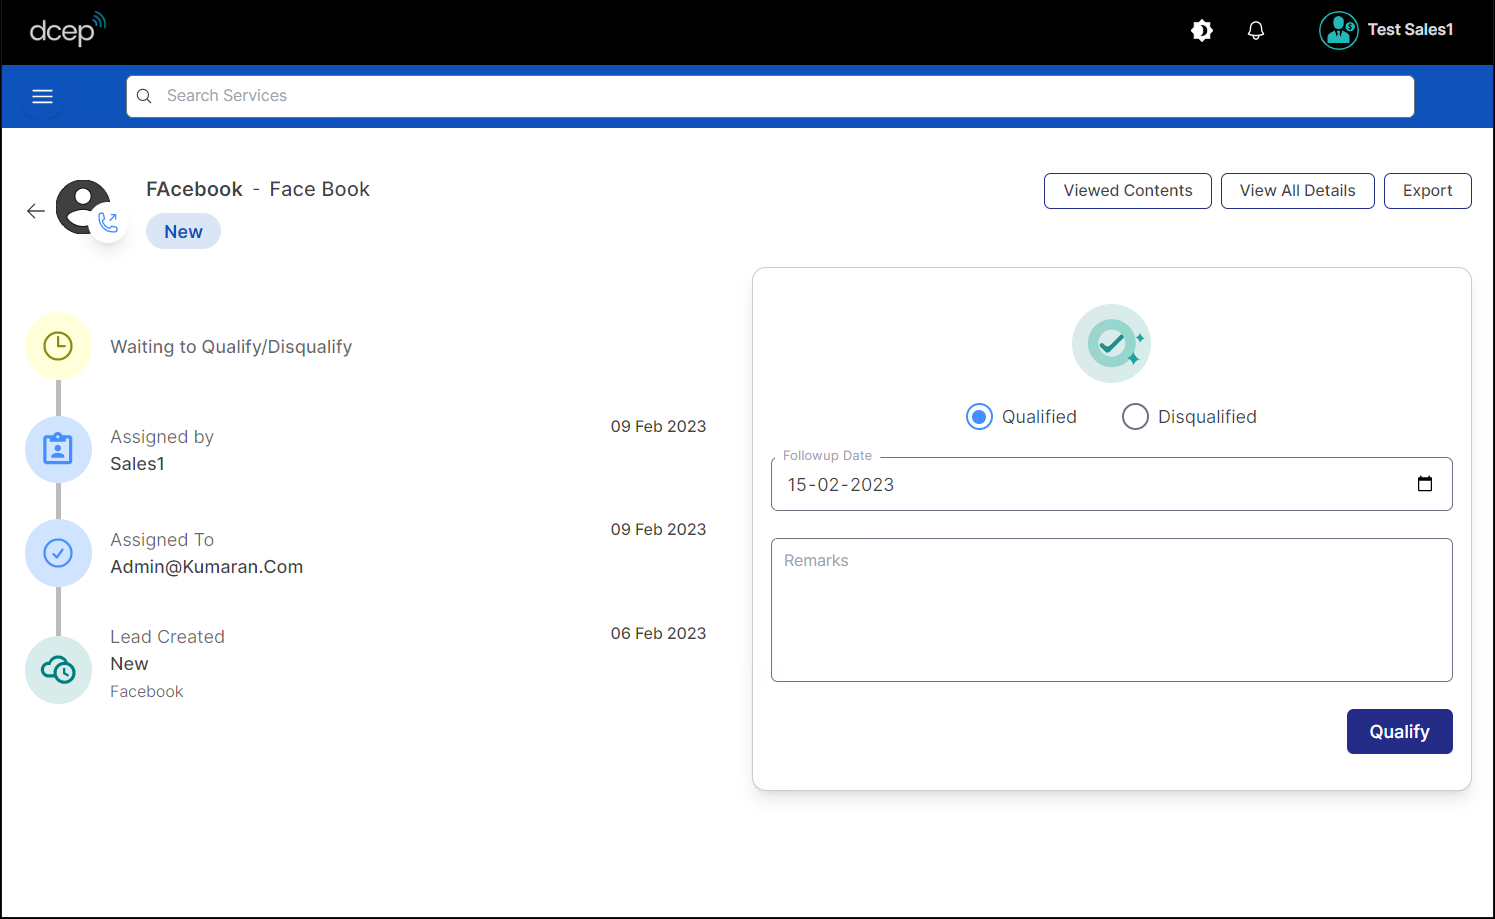 dcep
Test Sales1
Search Services
FAcebook - Face Book
New
Viewed Contents
View All Details
Export
Waiting to Qualify/Disqualify
Assigned by
Sales1
09 Feb 2023
Assigned To
Admin@Kumaran.Com
09 Feb 2023
Lead Created
New
Facebook
06 Feb 2023
Qualified
Disqualified
Followup Date
15-02-2023
Remarks
Qualify